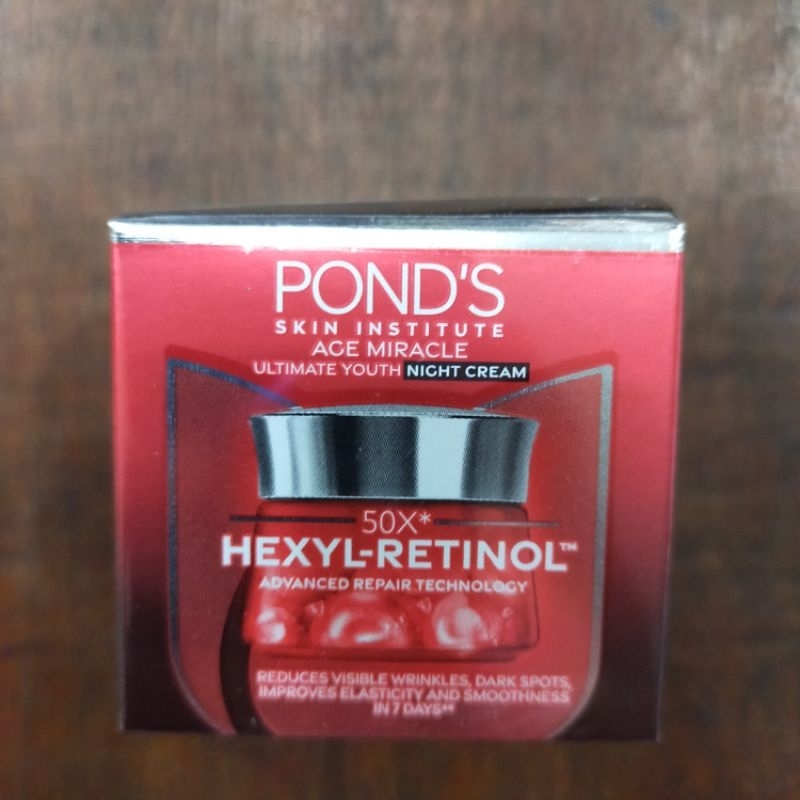 POND'S
SKIN INSTITUTE
AGE MIRACLE
ULTIMATE YOUTH NIGHT CREAM
50X*
HEXYL-RETINOL™
ADVANCED REPAIR TECHNOLOGY
REDUCES VISIBLE WRINKLES, DARK SPOTS,
IMPROVES ELASTICITY AND SMOOTHNESS
IN 7 DAYS**